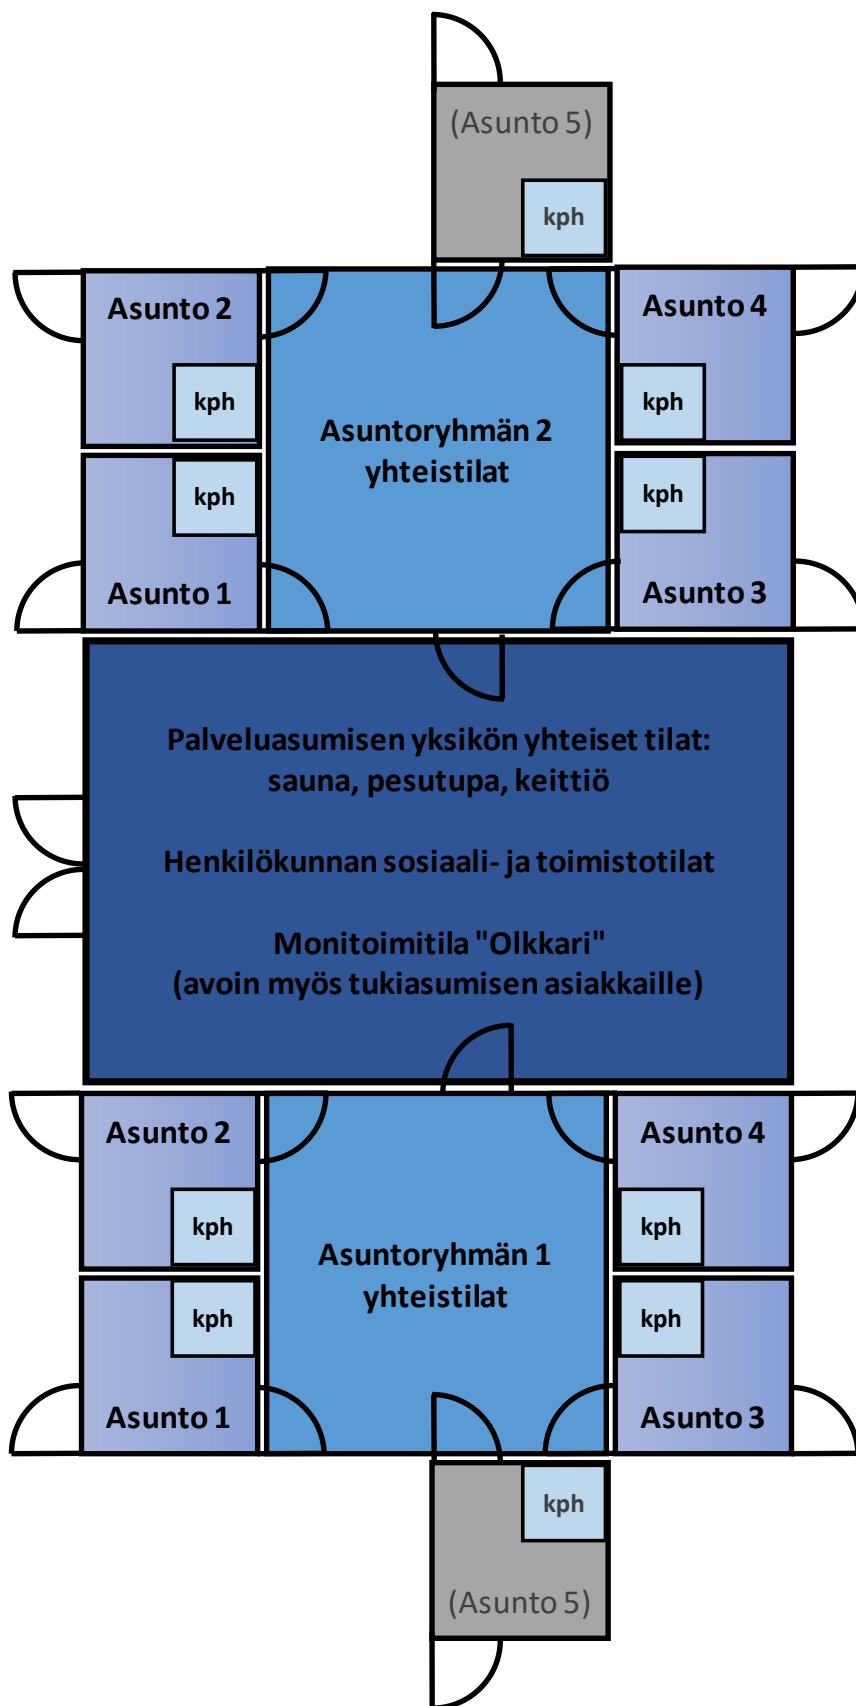 (Asunto 5)
kph
Asunto 2
Asunto 4
kph
kph
Asuntoryhmän 2
yhteistilat
kph
kph
Asunto 1
Asunto 3
Palveluasumisen yksikön yhteiset tilat:
sauna, pesutupa, keittiö
Henkilökunnan sosiaali- ja toimistotilat
Monitoimitila "Olkkari"
(avoin myös tukiasumisen asiakkaille)
Asunto 2
Asunto 4
kph
kph
Asuntoryhmän 1
yhteistilat
kph
kph
Asunto 1
Asunto 3
kph
(Asunto 5)